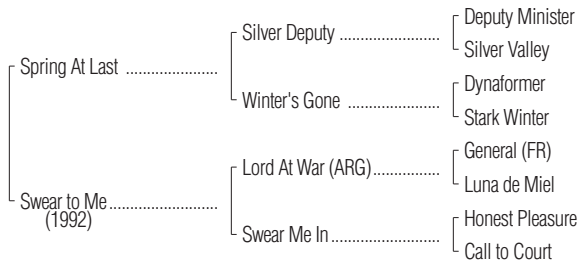 Deputy Minister
Silver Deputy ....................
Silver Valley
Spring At Last ....................
Dynaformer
Winter's Gone ....................
Stark Winter
General (FR)
Lord At War (ARG)................
Luna de Miel
Swear to Me ........................
(1992)
Honest Pleasure
Swear Me In ......................
Call to Court